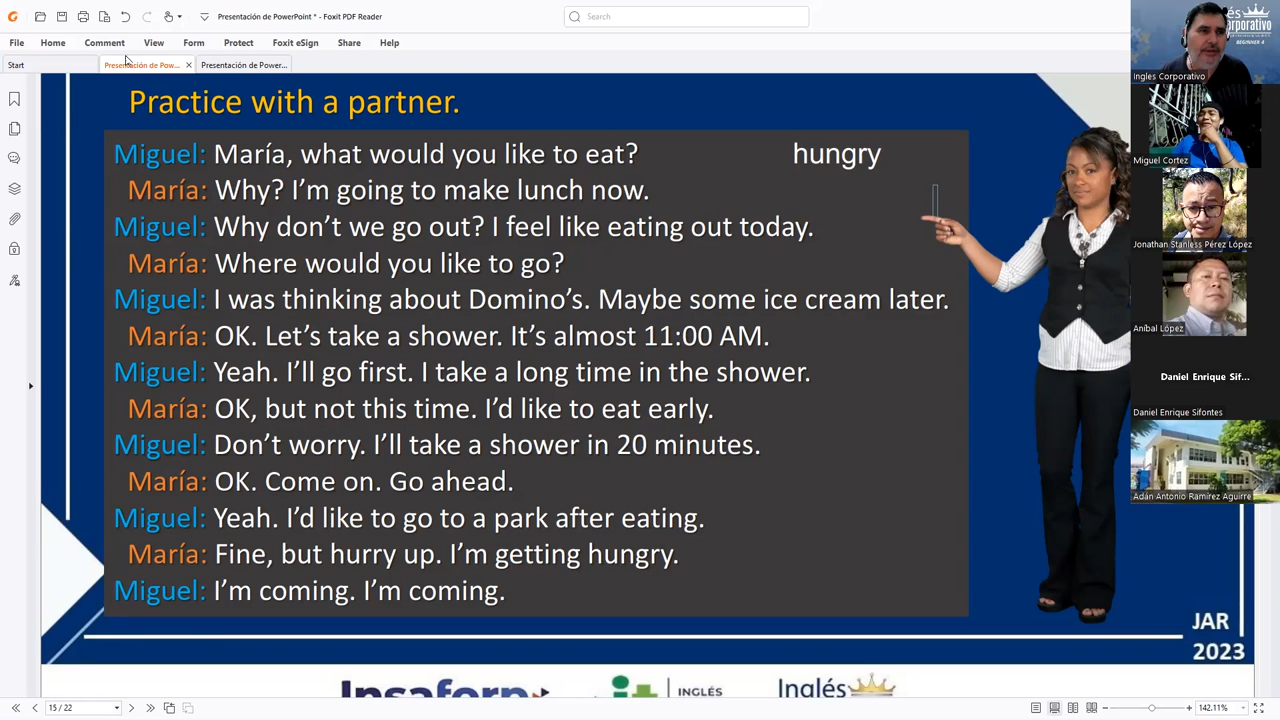 Presentación de PowerPoint * - Foxit PDF Reader
Search
File Home Comment View Form Protect Foxit eSign Share Help
Start
Presentación de Pow...
Presentación de Power...
Practice with a partner.
Miguel: María, what would you like to eat?
hungry
María: Why? I'm going to make lunch now.
Miguel: Why don't we go out? I feel like eating out today.
María: Where would you like to go?
Miguel: I was thinking about Domino's. Maybe some ice cream later.
María: OK. Let's take a shower. It's almost 11:00 AM.
Miguel: Yeah. I'll go first. I take a long time in the shower.
María: OK, but not this time. I'd like to eat early.
Miguel: Don't worry. I'll take a shower in 20 minutes.
María: OK. Come on. Go ahead.
Miguel: Yeah. I'd like to go to a park after eating.
María: Fine, but hurry up. I'm getting hungry.
Miguel: I'm coming. I'm coming.
JAR
2023
INGLÉS
Inglés
15 / 22
142.11%
BEGINNER 4
Ingles Corporativo
Miguel Cortez
Jonathan Stanless Pérez López
Aníbal López
Daniel Enrique Sif...
Daniel Enrique Sifontes
Adán Antonio Ramírez Aguirre